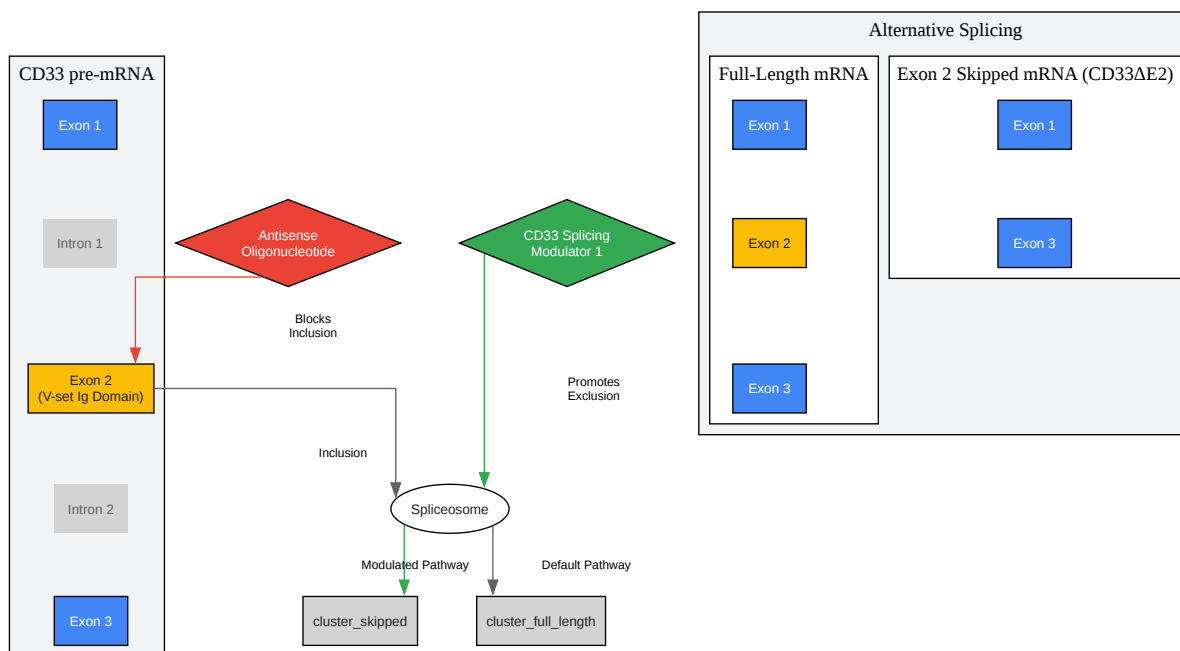 CD33 pre-mRNA
Exon 1
Intron 1
Exon 2
(V-set Ig Domain)
Intron 2
Exon 3
Antisense
Oligonucleotide
CD33 Splicing
Modulator 1
Blocks
Inclusion
Promotes
Exclusion
Inclusion
Spliceosome
Modulated Pathway
Default Pathway
cluster_skipped
cluster_full_length
Alternative Splicing
Full-Length mRNA
Exon 1
Exon 2
Exon 3
Exon 2 Skipped mRNA (CD33ΔE2)
Exon 1
Exon 3